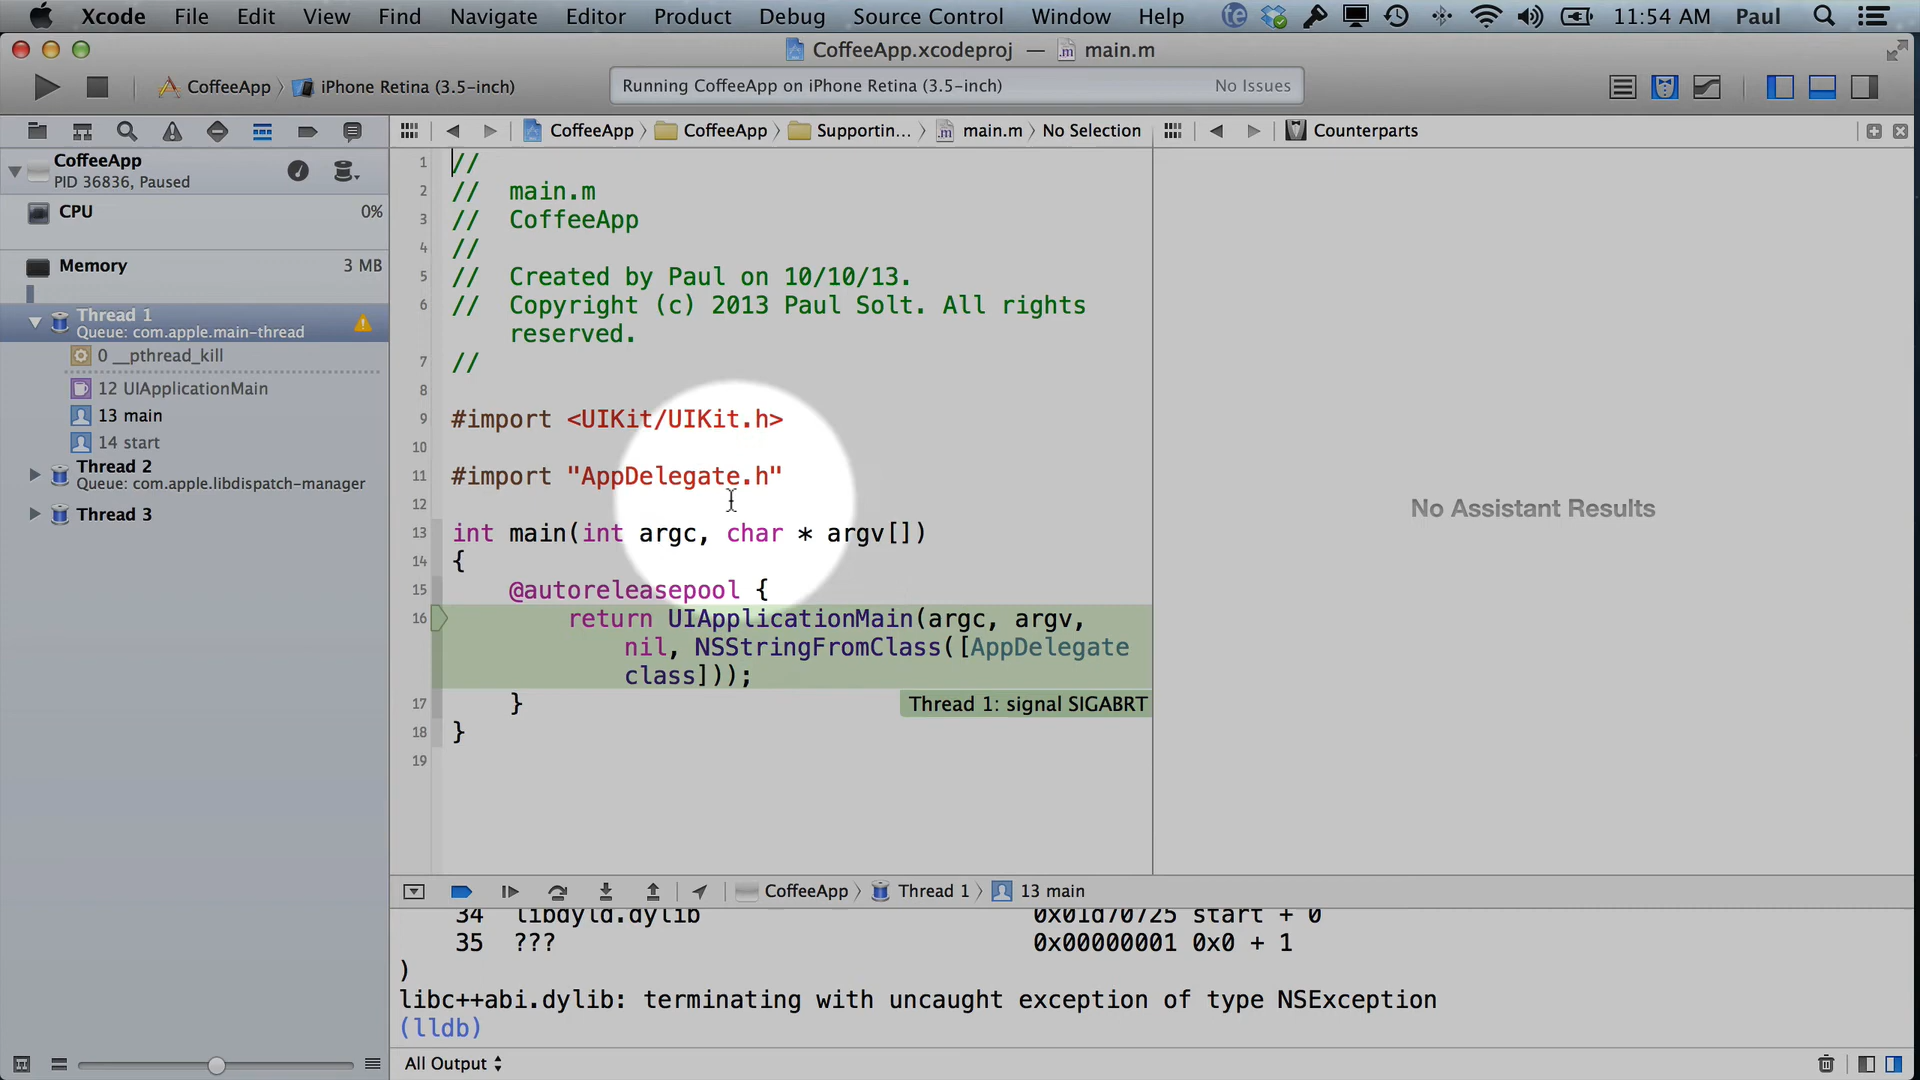 Xcode File Edit View Find Navigate Editor Product Debug Source Control Window Help te 11:54 AM Paul
CoffeeApp.xcodeproj — main.m
CoffeeApp iPhone Retina (3.5-inch) Running CoffeeApp on iPhone Retina (3.5-inch) No Issues
CoffeeApp CoffeeApp Supportin... main.m No Selection Counterparts
CoffeeApp
PID 36836, Paused
CPU 0%
Memory 3 MB
Thread 1
Queue: com.apple.main-thread
0 __pthread_kill
12 UIApplicationMain
13 main
14 start
Thread 2
Queue: com.apple.libdispatch-manager
Thread 3
1 //
2 // main.m
3 // CoffeeApp
4 //
5 // Created by Paul on 10/10/13.
6 // Copyright (c) 2013 Paul Solt. All rights
reserved.
7 //
8
9 #import <UIKit/UIKit.h>
10
11 #import "AppDelegate.h"
12
13 int main(int argc, char * argv[])
14 {
15 @autoreleasepool {
16 return UIApplicationMain(argc, argv,
nil, NSStringFromClass([AppDelegate
class]));
17 } Thread 1: signal SIGABRT
18 }
19
No Assistant Results
CoffeeApp Thread 1 13 main
34 libdyld.dylib 0x01d70725 start + 0
35 ??? 0x00000001 0x0 + 1
)
libc++abi.dylib: terminating with uncaught exception of type NSException
(lldb)
All Output